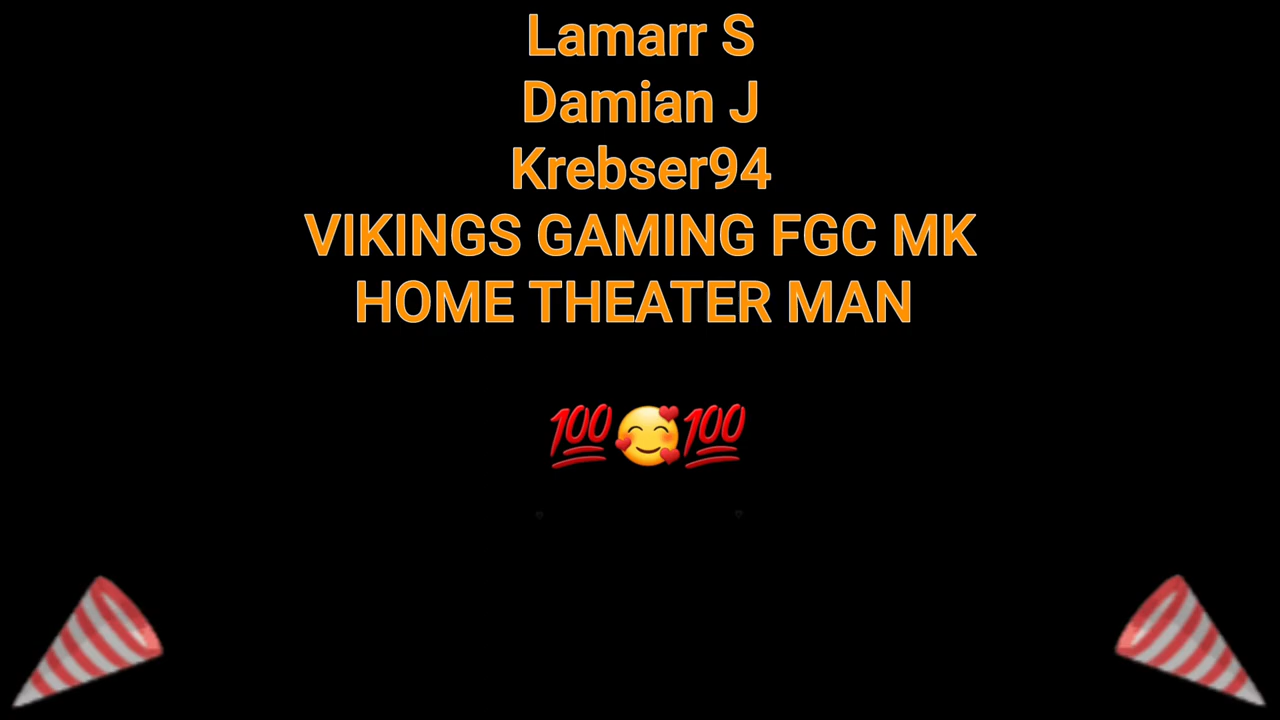 Lamarr S
Damian J
Krebser94
VIKINGS GAMING FGC MK
HOME THEATER MAN
💯🥰💯